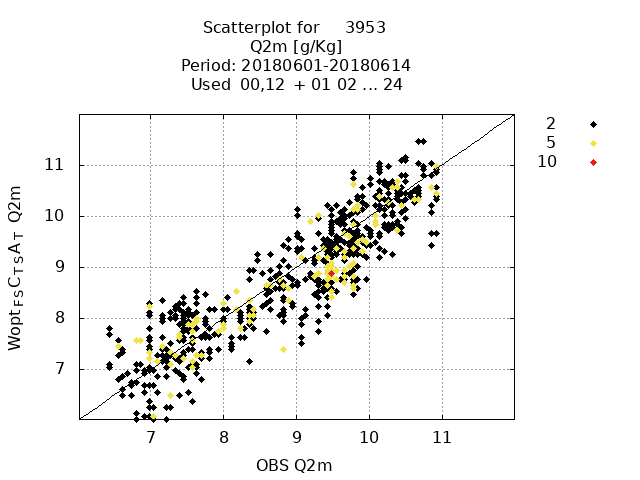 Scatterplot for 3953
Q2m [g/Kg]
Period: 20180601-20180614
Used 00,12 + 01 02 ... 24
2
5
10
11
10
9
8
7
Wopt FS C T S A T Q2m
7 8 9 10 11
OBS Q2m